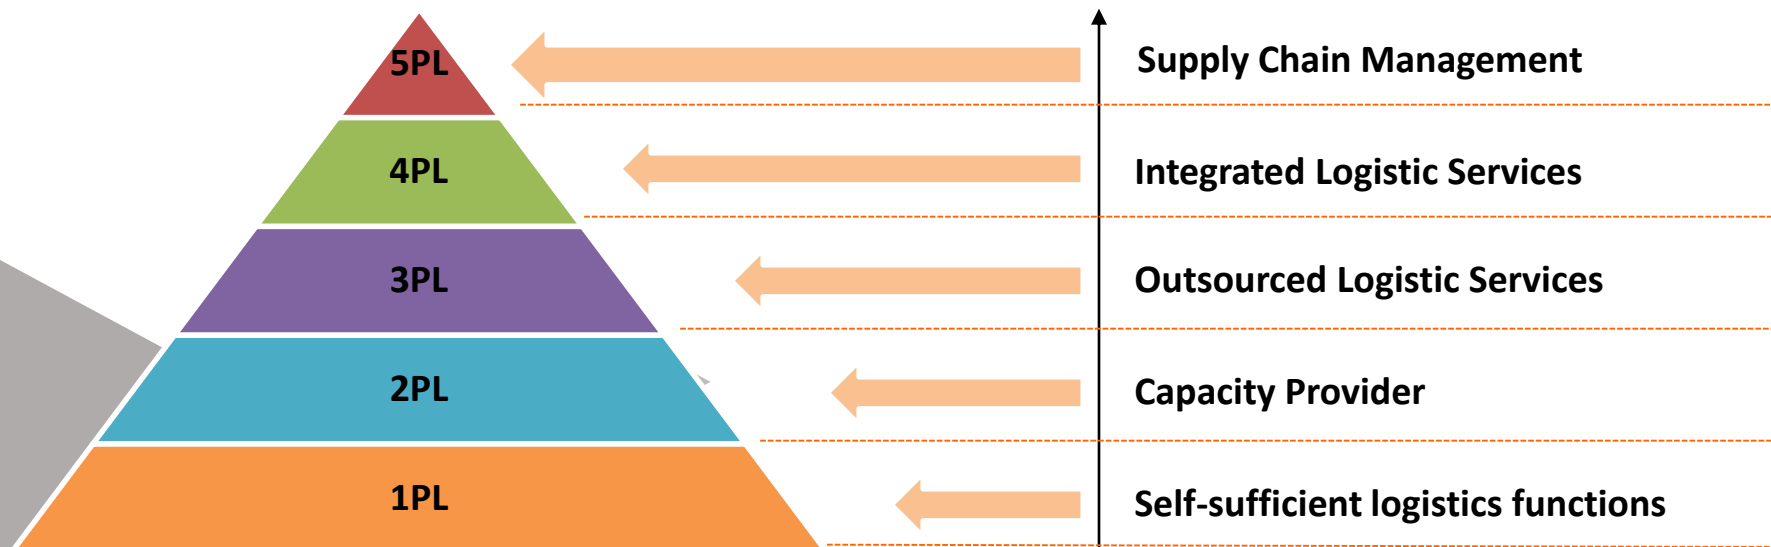 5PL
Supply Chain Management
4PL
Integrated Logistic Services
3PL
Outsourced Logistic Services
2PL
Capacity Provider
1PL
Self-sufficient logistics functions